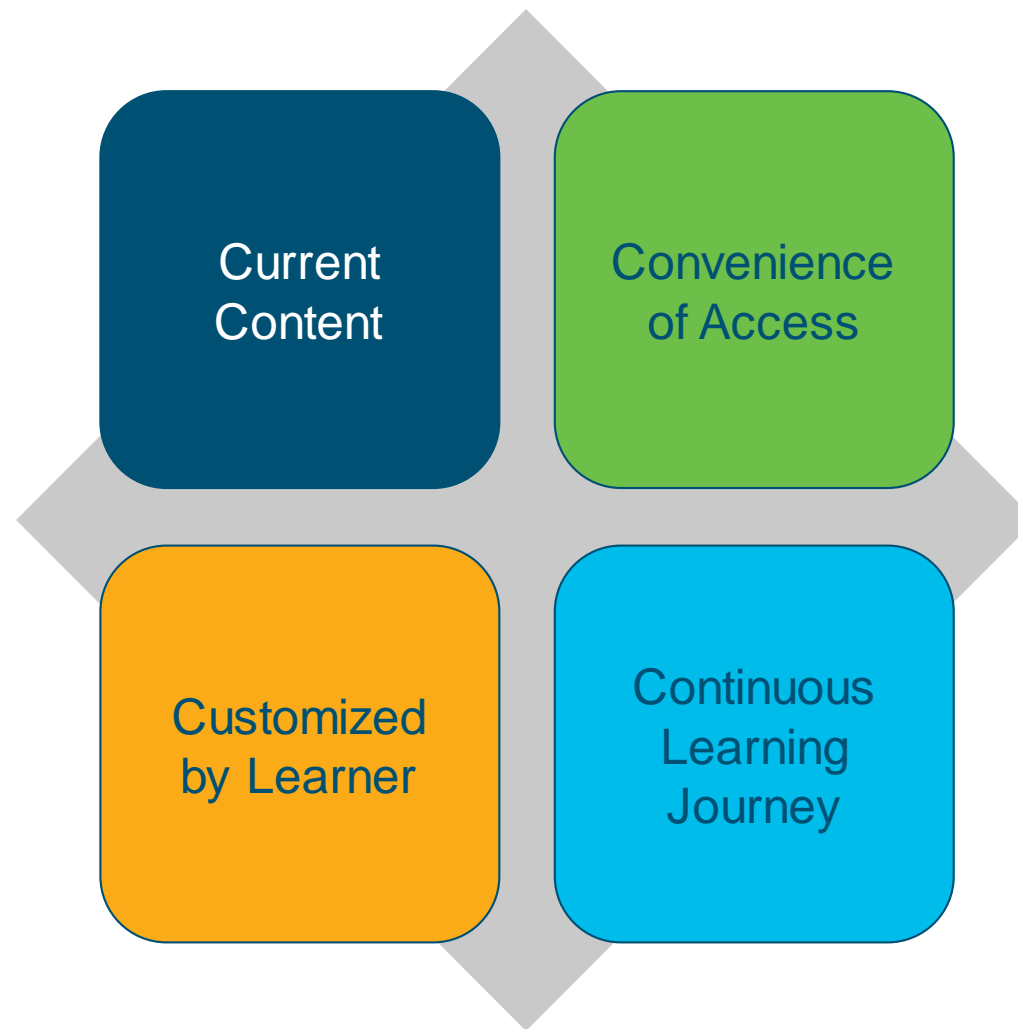 Current
Content
Convenience
of Access
Customized
by Learner
Continuous
Learning
Journey